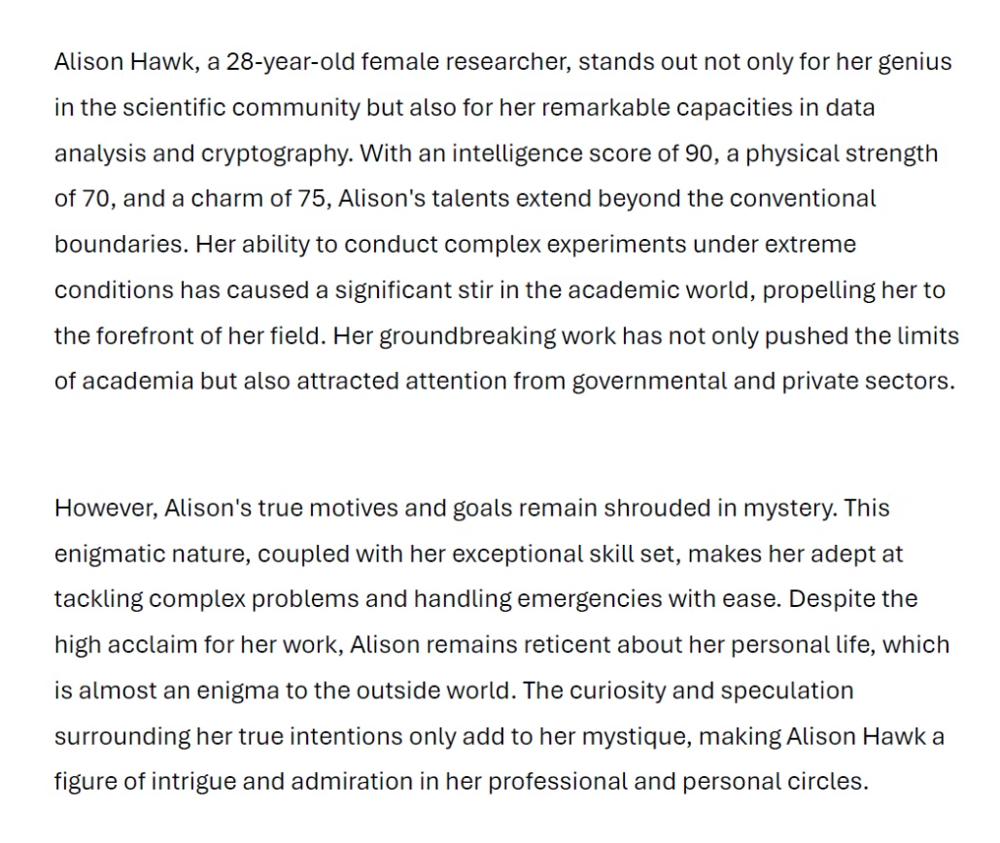 Alison Hawk, a 28-year-old female researcher, stands out not only for her genius
in the scientific community but also for her remarkable capacities in data
analysis and cryptography. With an intelligence score of 90, a physical strength
of 70, and a charm of 75, Alison's talents extend beyond the conventional
boundaries. Her ability to conduct complex experiments under extreme
conditions has caused a significant stir in the academic world, propelling her to
the forefront of her field. Her groundbreaking work has not only pushed the limits
of academia but also attracted attention from governmental and private sectors.
However, Alison's true motives and goals remain shrouded in mystery. This
enigmatic nature, coupled with her exceptional skill set, makes her adept at
tackling complex problems and handling emergencies with ease. Despite the
high acclaim for her work, Alison remains reticent about her personal life, which
is almost an enigma to the outside world. The curiosity and speculation
surrounding her true intentions only add to her mystique, making Alison Hawk a
figure of intrigue and admiration in her professional and personal circles.